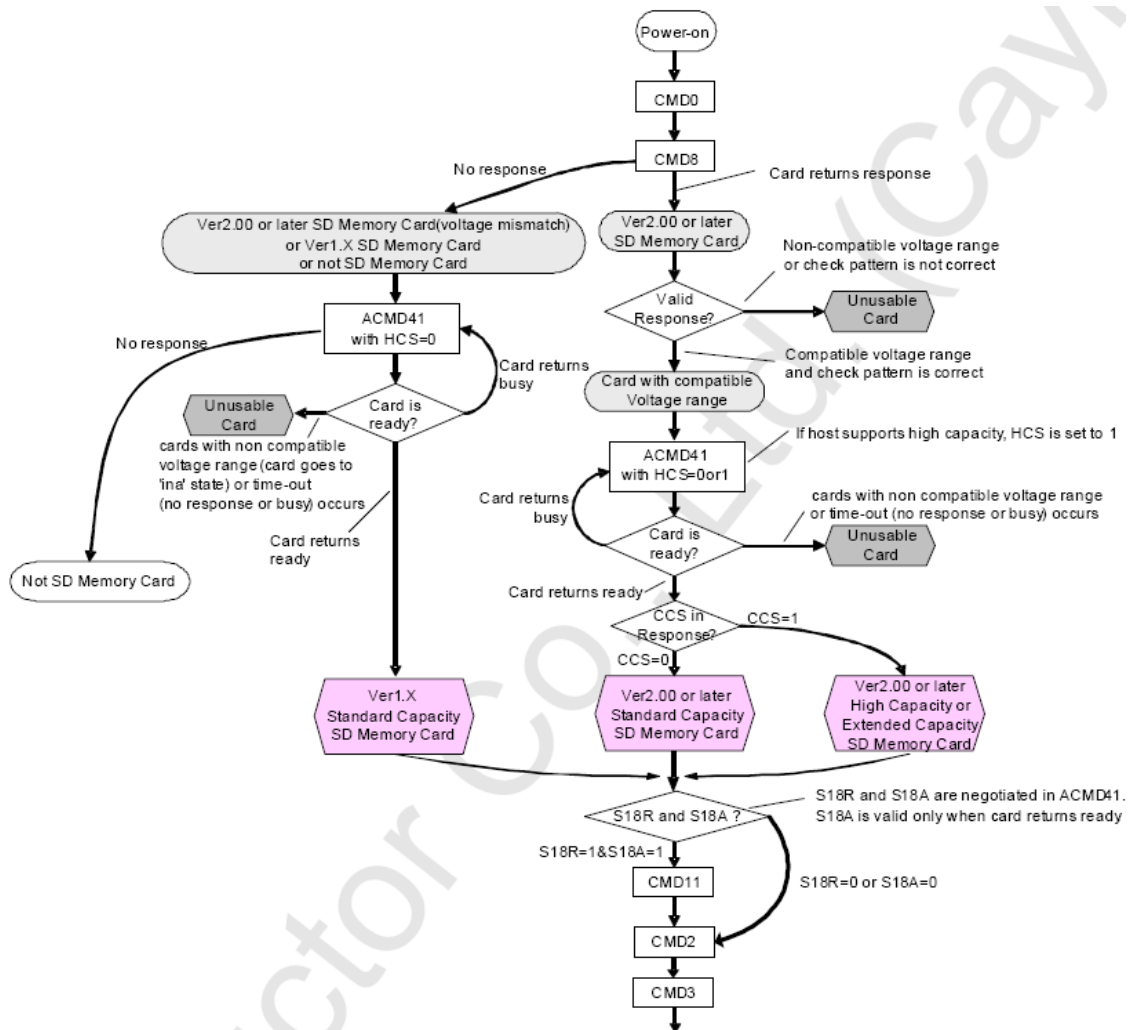 Power-on
CMD0
CMD8
No response
Card returns response
Ver2.00 or later SD Memory Card(voltage mismatch)
or Ver1.X SD Memory Card
or not SD Memory Card
Ver2.00 or later
SD Memory Card
Non-compatible voltage range
or check pattern is not correct
Valid
Response?
Unusable
Card
ACMD41
with HCS=0
No response
Card returns
busy
Compatible voltage range
and check pattern is correct
Card with compatible
Voltage range
Unusable
Card
Card is
ready?
cards with non compatible
voltage range (card goes to
'ina' state) or time-out
(no response or busy) occurs
If host supports high capacity, HCS is set to 1
ACMD41
with HCS=0or1
Card returns
busy
cards with non compatible voltage range
or time-out (no response or busy) occurs
Card is
ready?
Unusable
Card
Card returns
ready
Not SD Memory Card
Card returns ready
CCS in
Response?
CCS=1
CCS=0
Ver1.X
Standard Capacity
SD Memory Card
Ver2.00 or later
Standard Capacity
SD Memory Card
Ver2.00 or later
High Capacity or
Extended Capacity
SD Memory Card
S18R and S18A ?
S18R and S18A are negotiated in ACMD41.
S18A is valid only when card returns ready
S18R=1&S18A=1
S18R=0 or S18A=0
CMD11
CMD2
CMD3
ctor Co., Ltd. (Cay